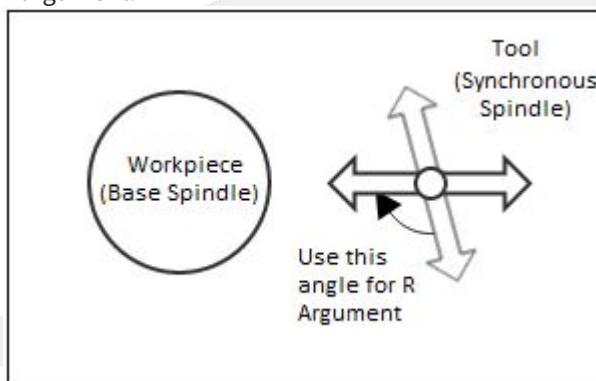 Tool
(Synchronous
Spindle)
Workpiece
(Base Spindle)
Use this
angle for R
Argument